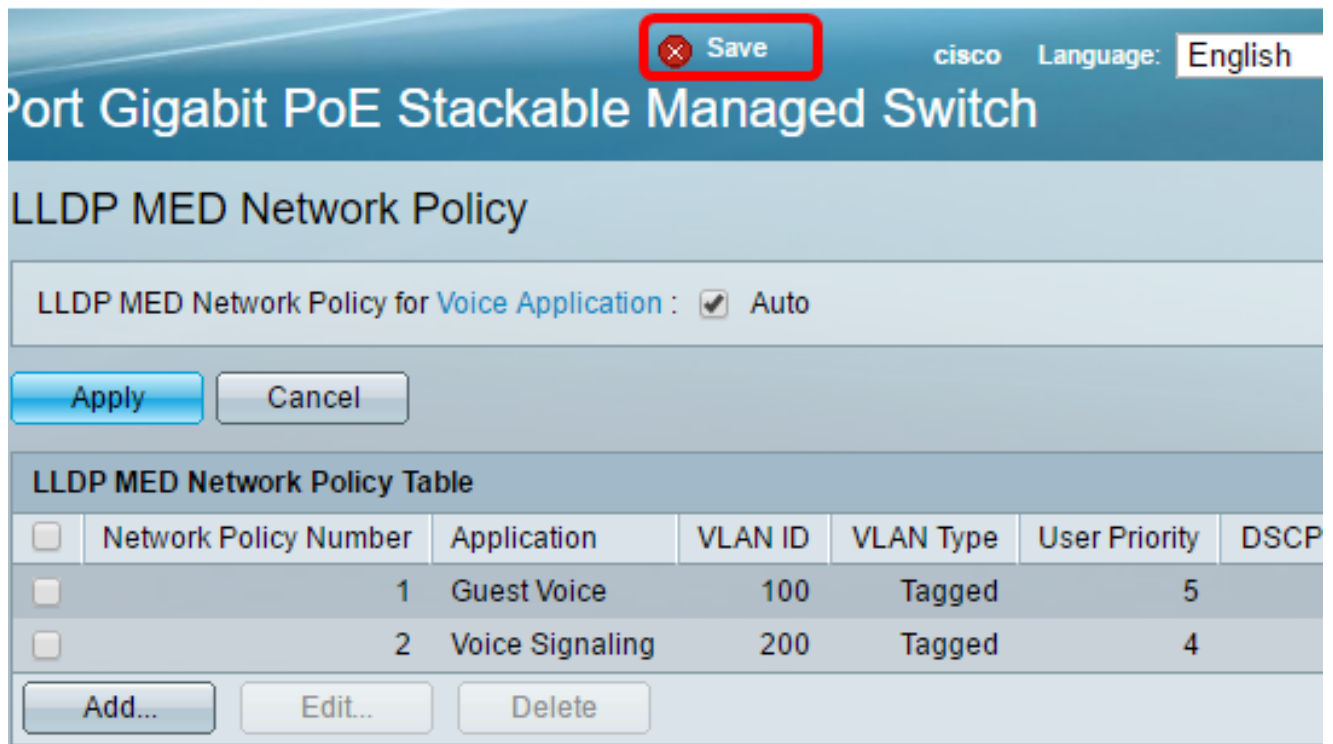 Save cisco Language: English
Port Gigabit PoE Stackable Managed Switch
LLDP MED Network Policy
LLDP MED Network Policy for Voice Application : Auto
Apply Cancel
LLDP MED Network Policy Table
Network Policy Number Application VLAN ID VLAN Type User Priority DSCP
1 Guest Voice 100 Tagged 5
2 Voice Signaling 200 Tagged 4
Add... Edit... Delete